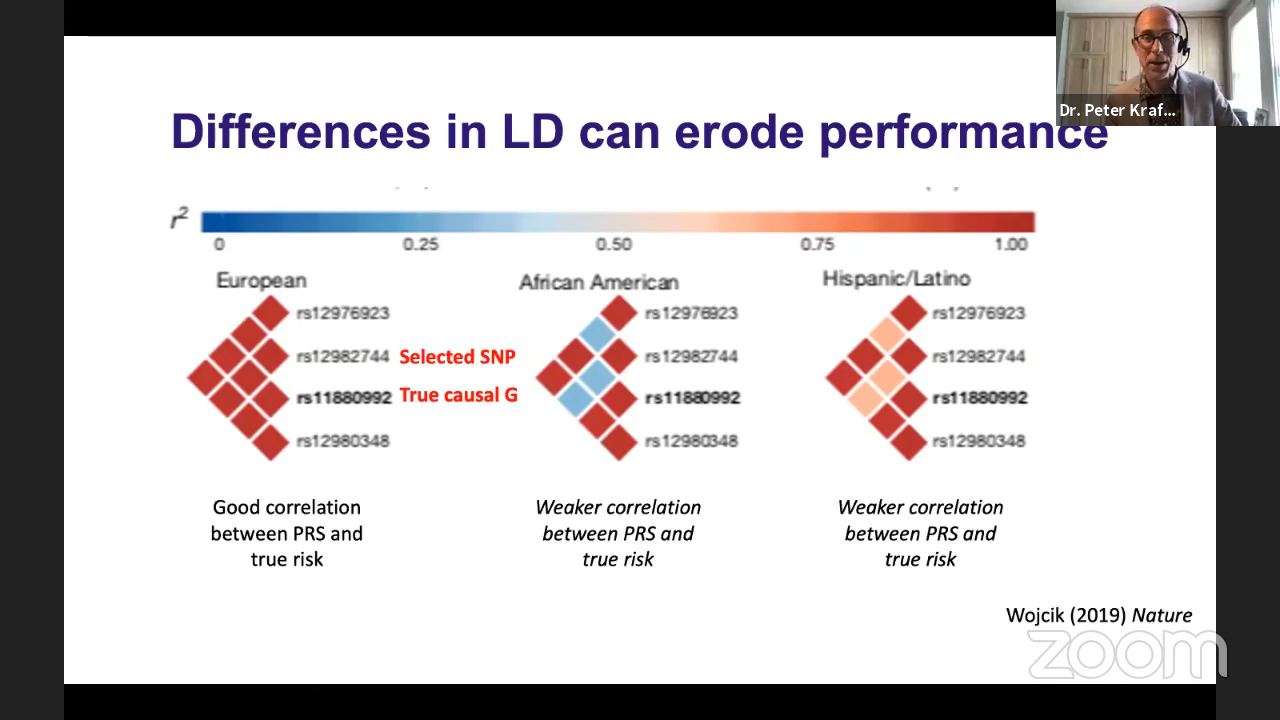 Dr. Peter Kraf...
Differences in LD can erode performance
r²
0 0.25 0.50 0.75 1.00
European
rs12976923
rs12982744
rs11880992
rs12980348
Selected SNP
True causal G
African American
rs12976923
rs12982744
rs11880992
rs12980348
Hispanic/Latino
rs12976923
rs12982744
rs11880992
rs12980348
Good correlation
between PRS and
true risk
Weaker correlation
between PRS and
true risk
Weaker correlation
between PRS and
true risk
Wojcik (2019) Nature
zoom